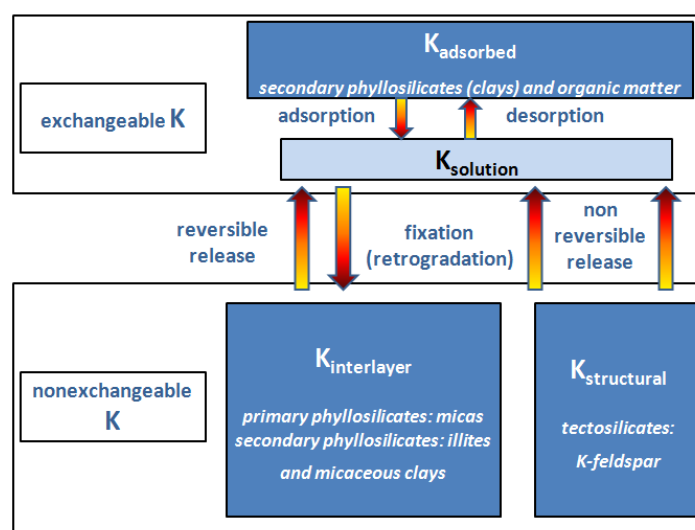 Kadsorbed
secondary phyllosilicates (clays) and organic matter
exchangeable K
adsorption
desorption
Ksolution
reversible
release
fixation
(retrogradation)
non
reversible
release
nonexchangeable
K
Kinterlayer
primary phyllosilicates: micas
secondary phyllosilicates: illites
and micaceous clays
Kstructural
tectosilicates:
K-feldspar